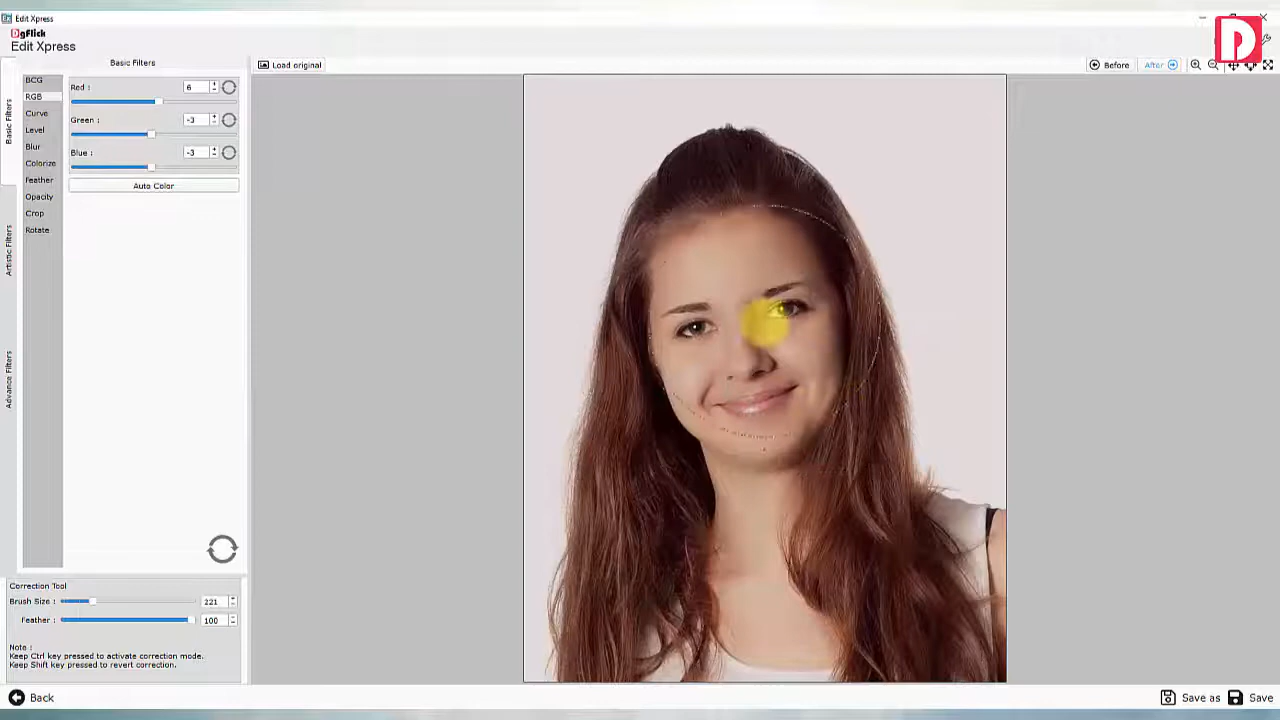 Edit Xpress
DgFlick
Edit Xpress
D
Basic Filters
Load original
Before
After
Basic Filters
Artistic Filters
Advance Filters
BCG
RGB
Curve
Level
Blur
Colorize
Feather
Opacity
Crop
Rotate
Red : 6
Green : -3
Blue : -3
Auto Color
Correction Tool
Brush Size : 221
Feather : 100
Note :
Keep Ctrl key pressed to activate correction mode.
Keep Shift key pressed to revert correction.
Back
Save as
Save